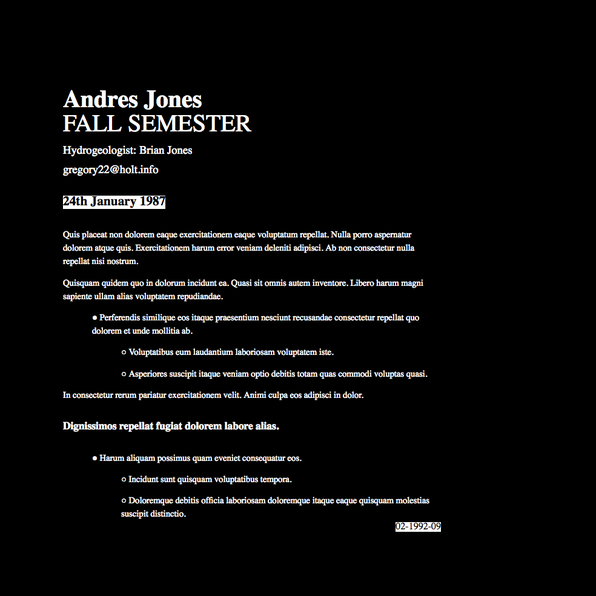 Andres Jones
FALL SEMESTER
Hydrogeologist: Brian Jones
gregory22@holt.info
24th January 1987
Quis placeat non dolorem eaque exercitationem eaque voluptatum repellat. Nulla porro aspernatur
dolorem atque quis. Exercitationem harum error veniam deleniti adipisci. Ab non consectetur nulla
repellat nisi nostrum.
Quisquam quidem quo in dolorum incidunt ea. Quasi sit omnis autem inventore. Libero harum magni
sapiente ullam alias voluptatem repudiandae.
● Perferendis similique eos itaque praesentium nesciunt recusandae consectetur repellat quo
dolorem et unde mollitia ab.
○ Voluptatibus eum laudantium laboriosam voluptatem iste.
○ Asperiores suscipit itaque veniam optio debitis totam quas commodi voluptas quasi.
In consectetur rerum pariatur exercitationem velit. Animi culpa eos adipisci in dolor.
Dignissimos repellat fugiat dolorem labore alias.
● Harum aliquam possimus quam eveniet consequatur eos.
○ Incidunt sunt quisquam voluptatibus tempora.
○ Doloremque debitis officia laboriosam doloremque itaque eaque quisquam molestias
suscipit distinctio.
02-1992-09